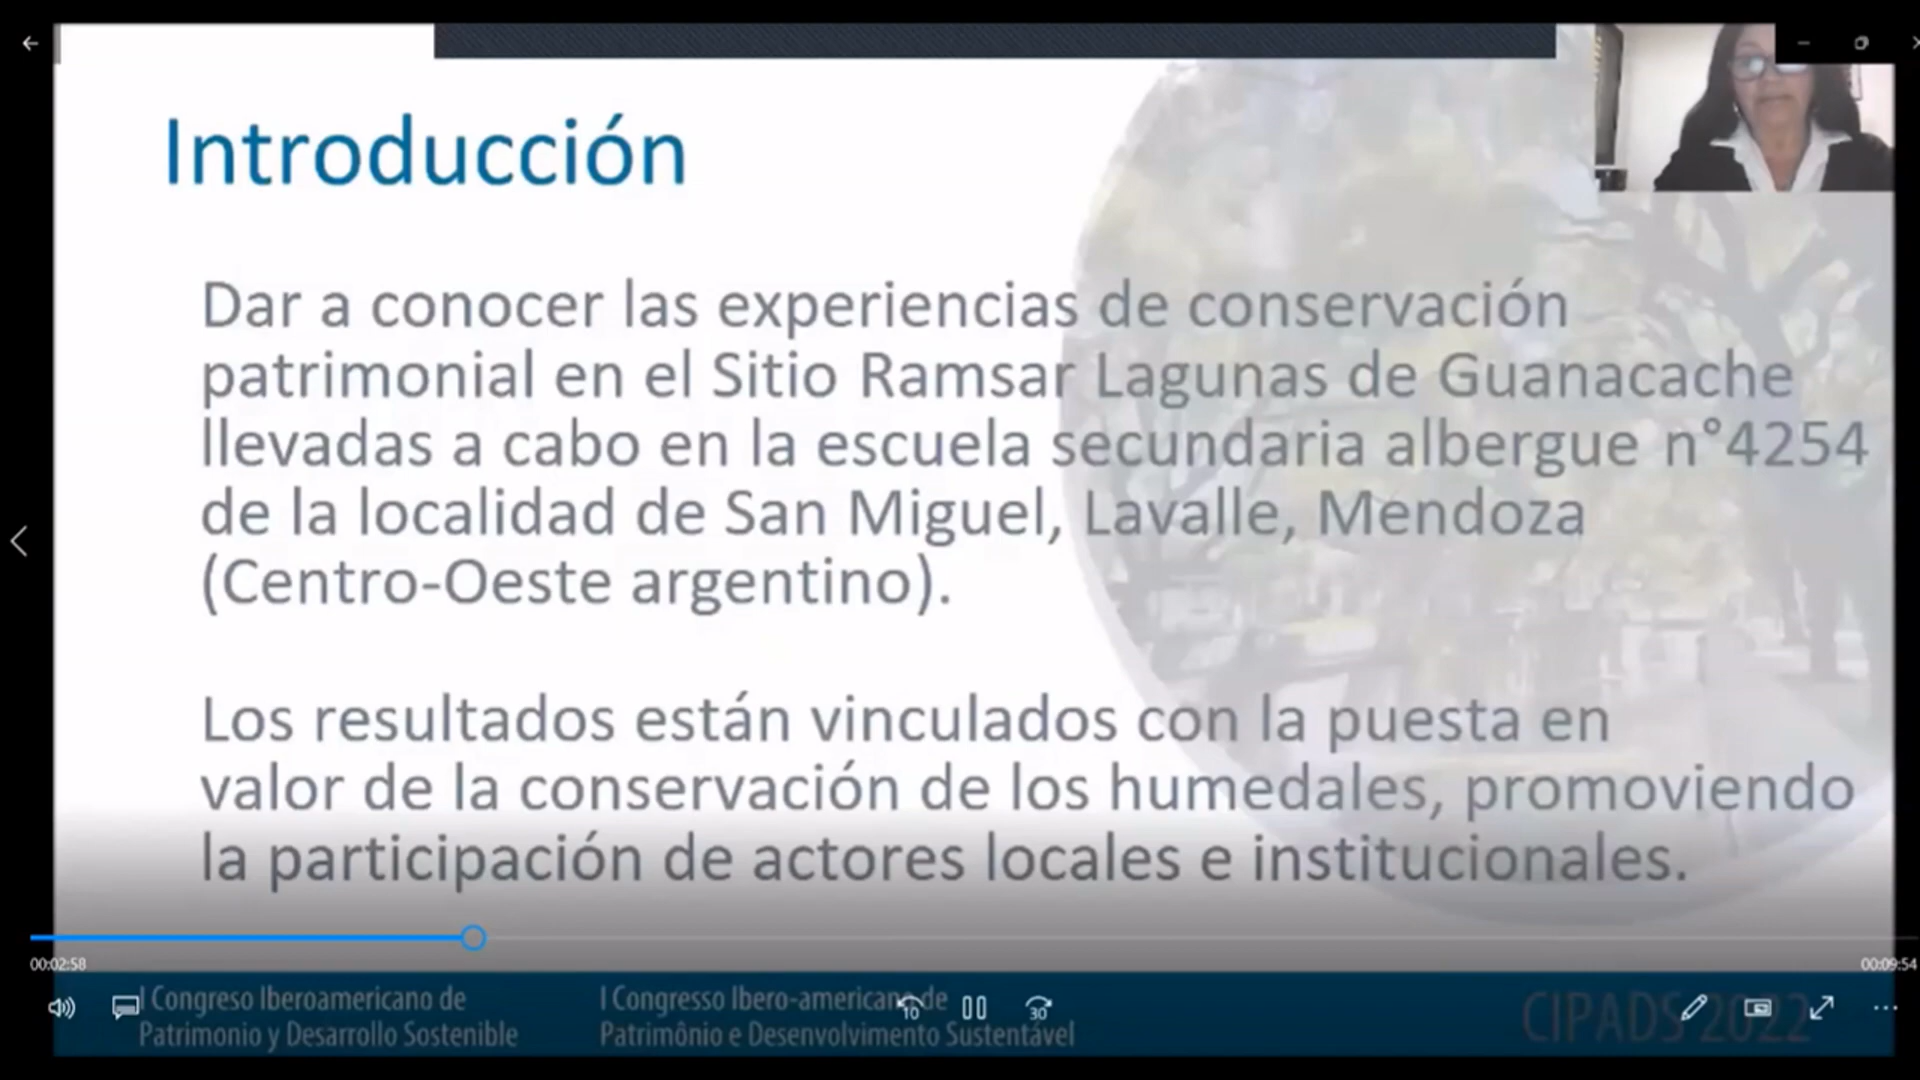 Introducción
Dar a conocer las experiencias de conservación
patrimonial en el Sitio Ramsar Lagunas de Guanacache
llevadas a cabo en la escuela secundaria albergue n°4254
de la localidad de San Miguel, Lavalle, Mendoza
(Centro-Oeste argentino).
Los resultados están vinculados con la puesta en
valor de la conservación de los humedales, promoviendo
la participación de actores locales e institucionales.
00:02:58
00:09:54
I Congreso Iberoamericano de
Patrimonio y Desarrollo Sostenible
I Congresso Ibero-americano de
Patrimônio e Desenvolvimento Sustentável
10
30
CIPADS 2022